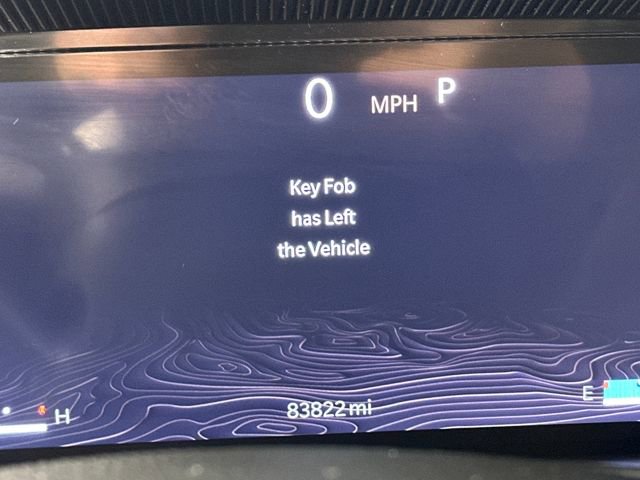 0 MPH P
Key Fob
has Left
the Vehicle
H 83822 mi E